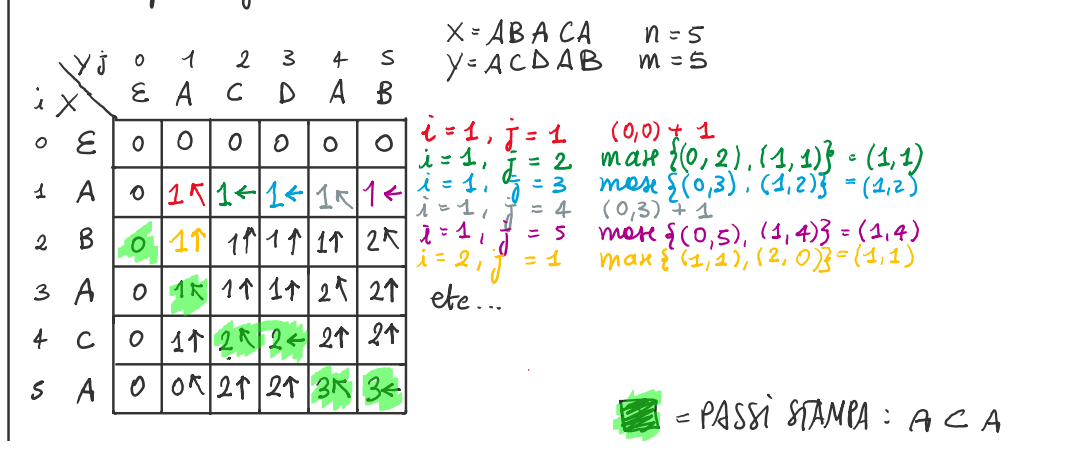 X = ABACA n = 5
Y = ACDAB m = 5
Y j 0 1 2 3 4 5
i X Ɛ A C D A B
0 Ɛ 0 0 0 0 0 0
1 A 0 1↖ 1← 1← 1↖ 1←
2 B 0 1↑ 1↑ 1↑ 1↑ 2↖
3 A 0 1↖ 1↑ 1↑ 2↖ 2↑
4 C 0 1↑ 2↖ 2← 2↑ 2↑
5 A 0 0↖ 2↑ 2↑ 3↖ 3←
i = 1, j = 1 (0,0) + 1
i = 1, j = 2 max {(0,2), (1,1)} = (1,1)
i = 1, j = 3 max {(0,3), (1,2)} = (1,2)
i = 1, j = 4 (0,3) + 1
i = 1, j = 5 max {(0,5), (1,4)} = (1,4)
i = 2, j = 1 max {(1,1), (2,0)} = (1,1)
etc...
= PASSI STAMPA : A C A